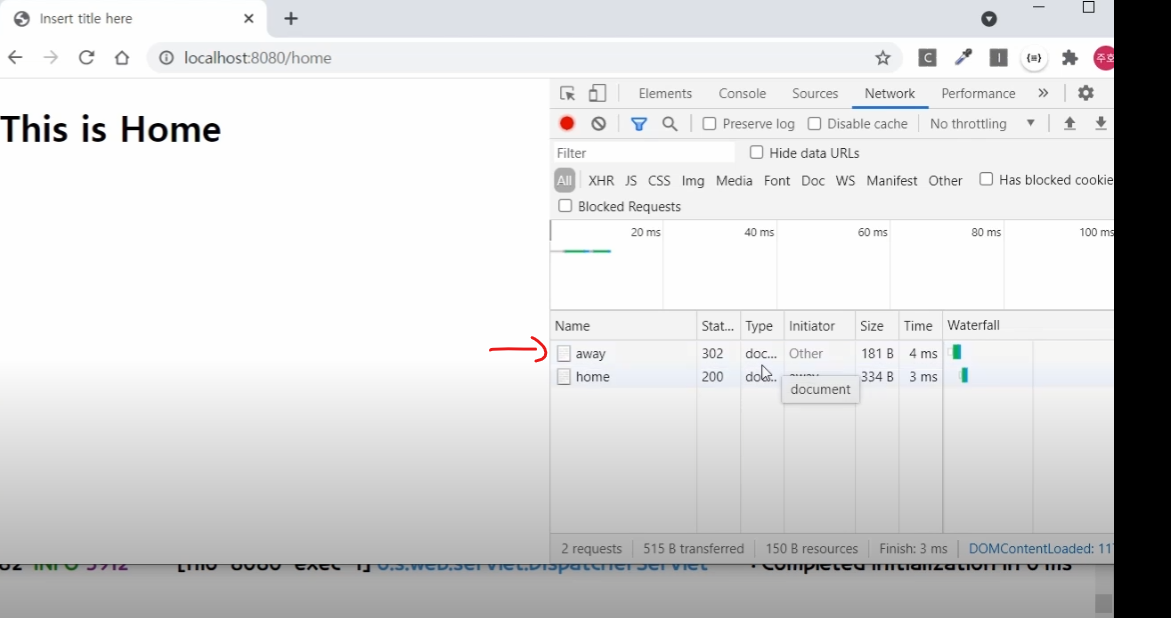 Insert title here
localhost:8080/home
C
I
{=}
주호
This is Home
Elements Console Sources Network Performance »
Preserve log Disable cache No throttling
Filter Hide data URLs
All XHR JS CSS Img Media Font Doc WS Manifest Other Has blocked cookie
Blocked Requests
20 ms 40 ms 60 ms 80 ms 100 ms
Name Stat... Type Initiator Size Time Waterfall
away 302 doc... Other 181 B 4 ms
home 200 doc... away 334 B 3 ms
document
2 requests 515 B transferred 150 B resources Finish: 3 ms DOMContentLoaded: 11
INFO 5912 [nio-8080-exec-1] o.s.web.servlet.DispatcherServlet : Completed initialization in 0 ms